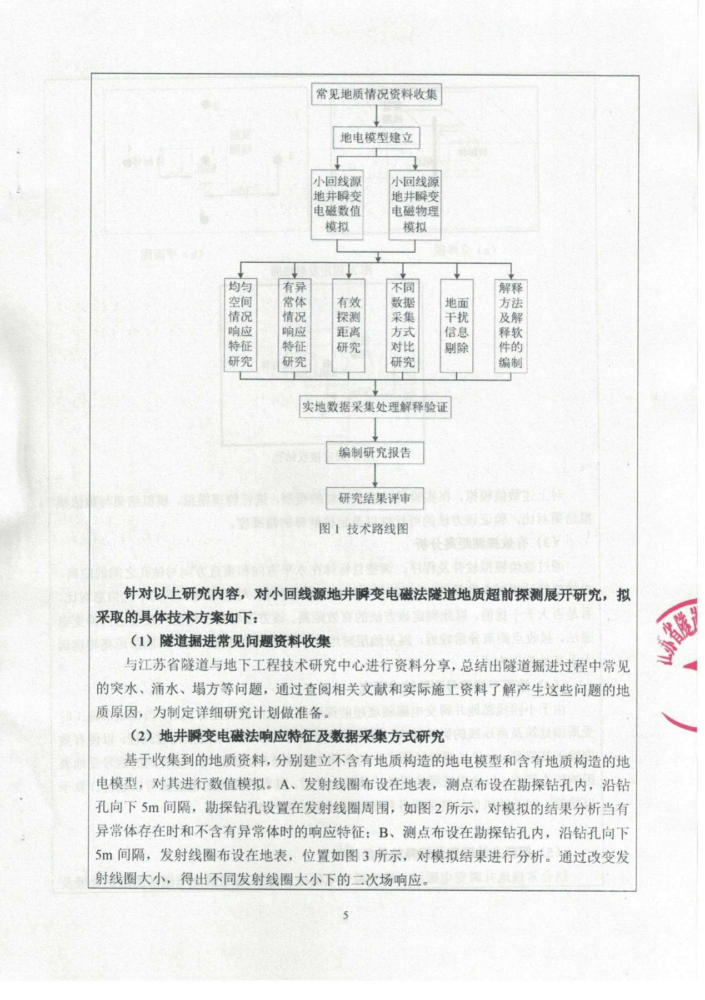 常见地质情况资料收集
地电模型建立
小回线源
地井瞬变
电磁数值
模拟
小回线源
地井瞬变
电磁物理
模拟
均匀
空间
情况
响应
特征
研究
有异
常体
情况
响应
特征
研究
有效
探测
距离
研究
不同
数据
采集
方式
对比
研究
地面
干扰
信息
剔除
解释
方法
及解
释软
件的
编制
实地数据采集处理解释验证
编制研究报告
研究结果评审
图 1 技术路线图
针对以上研究内容，对小回线源地井瞬变电磁法隧道地质超前探测展开研究，拟
采取的具体技术方案如下：
（1）隧道掘进常见问题资料收集
与江苏省隧道与地下工程技术研究中心进行资料分享，总结出隧道掘进过程中常见
的突水、涌水、塌方等问题，通过查阅相关文献和实际施工资料了解产生这些问题的地
质原因，为制定详细研究计划做准备。
（2）地井瞬变电磁法响应特征及数据采集方式研究
基于收集到的地质资料，分别建立不含有地质构造的地电模型和含有地质构造的地
电模型，对其进行数值模拟。A、发射线圈布设在地表，测点布设在勘探钻孔内，沿钻
孔向下 5m 间隔，勘探钻孔设置在发射线圈周围，如图 2 所示，对模拟的结果分析当有
异常体存在时和不含有异常体时的响应特征；B、测点布设在勘探钻孔内，沿钻孔向下
5m 间隔，发射线圈布设在地表，位置如图 3 所示，对模拟结果进行分析。通过改变发
射线圈大小，得出不同发射线圈大小下的二次场响应。
5
江苏省隧